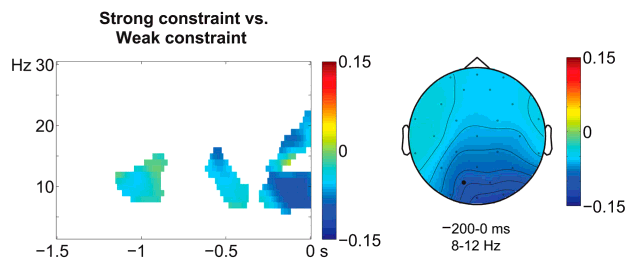 Strong constraint vs.
Weak constraint
Hz 30
20
10
−1.5 −1 −0.5 0 s
0.15
0
−0.15
0.15
0
−0.15
−200-0 ms
8-12 Hz